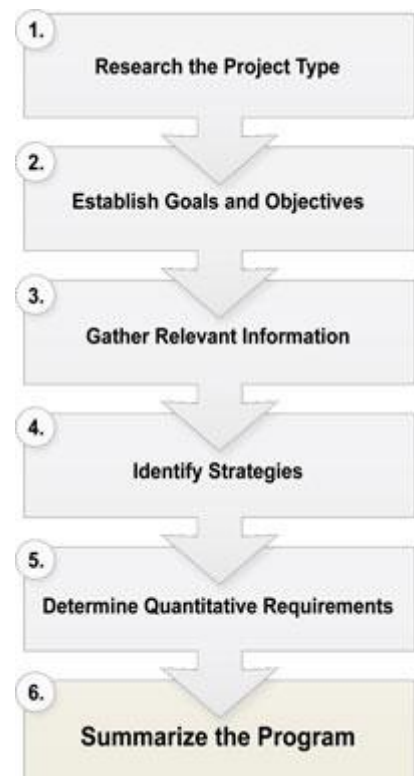 1.
Research the Project Type
2.
Establish Goals and Objectives
3.
Gather Relevant Information
4.
Identify Strategies
5.
Determine Quantitative Requirements
6.
Summarize the Program